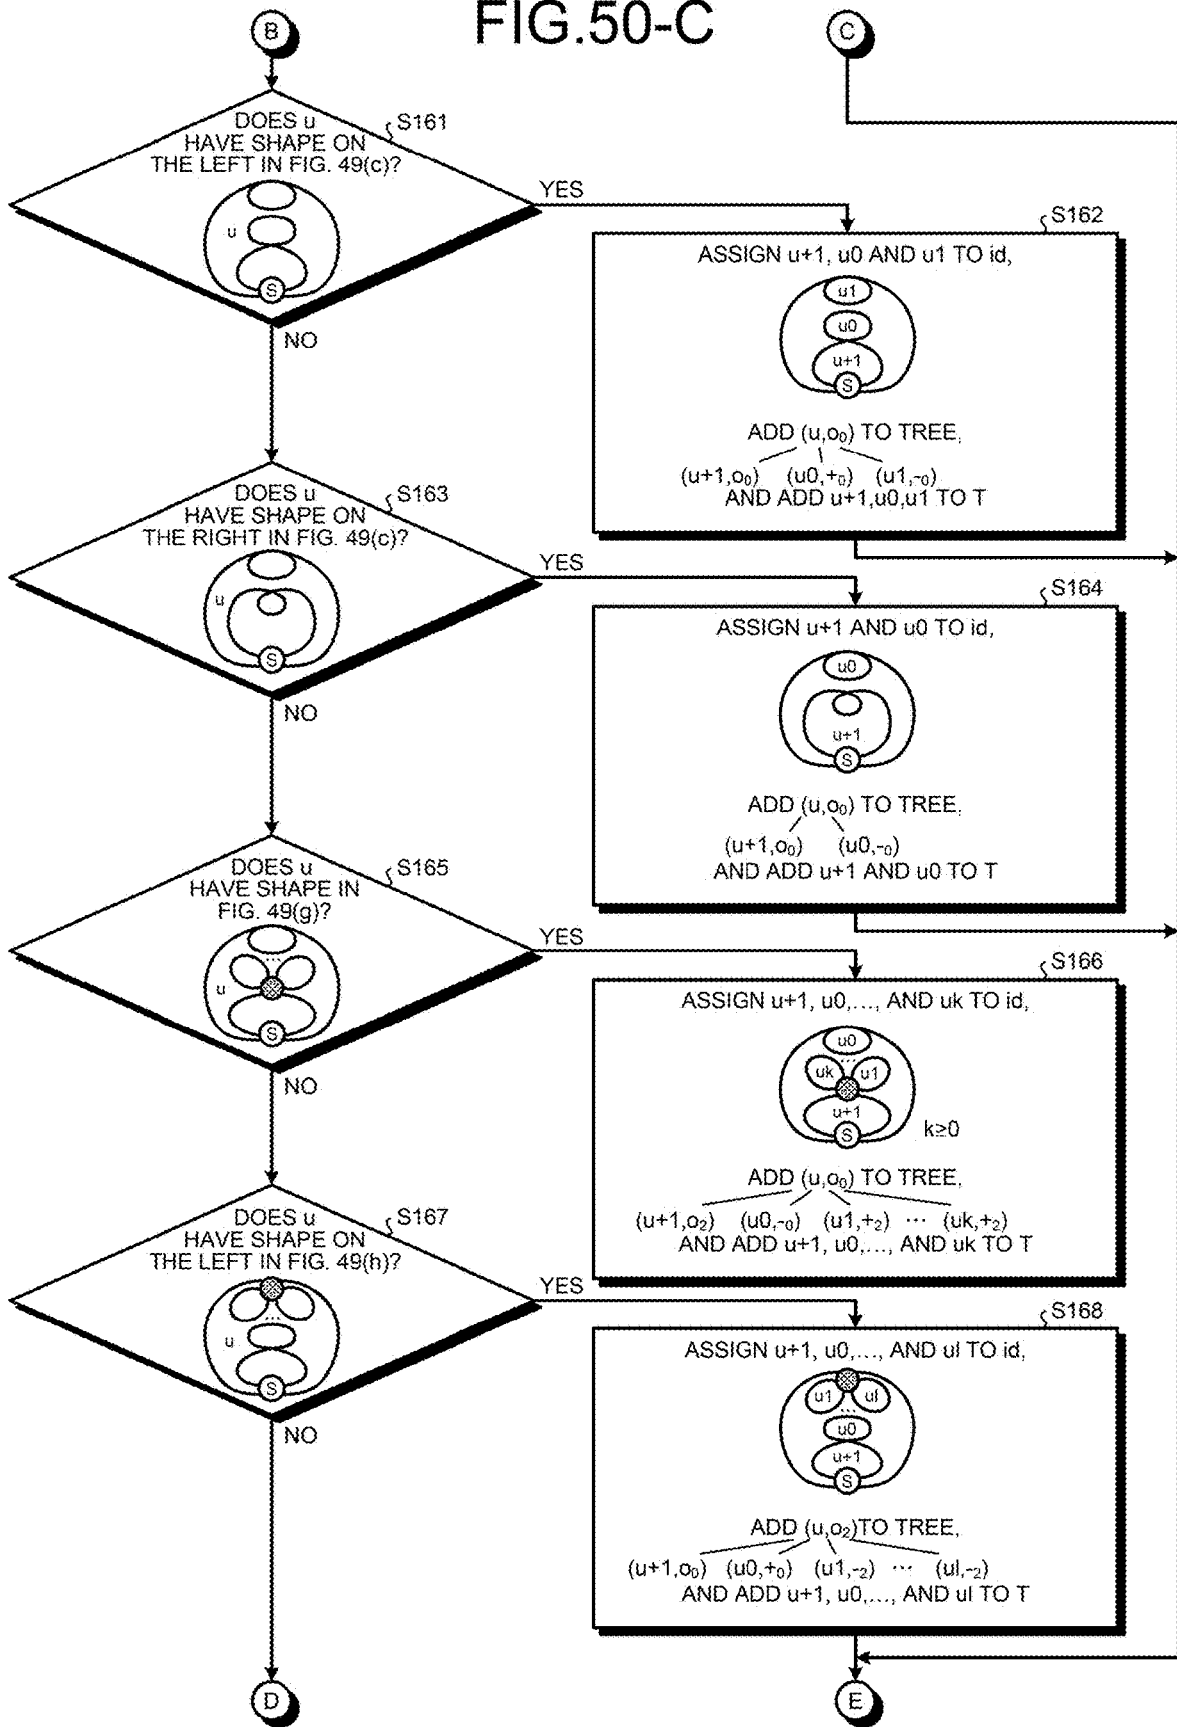 FIG.50-C
B
C
DOES u
HAVE SHAPE ON
THE LEFT IN FIG. 49(c)?
S161
u
S
YES
NO
S162
ASSIGN u+1, u0 AND u1 TO id,
u1
u0
u+1
S
ADD (u,o₀) TO TREE,
(u+1,o₀) (u0,+₀) (u1,-₀)
AND ADD u+1,u0,u1 TO T
DOES u
HAVE SHAPE ON
THE RIGHT IN FIG. 49(c)?
S163
u
S
YES
NO
S164
ASSIGN u+1 AND u0 TO id,
u0
u+1
S
ADD (u,o₀) TO TREE,
(u+1,o₀) (u0,-₀)
AND ADD u+1 AND u0 TO T
DOES u
HAVE SHAPE IN
FIG. 49(g)?
S165
...
u
S
YES
NO
S166
ASSIGN u+1, u0,..., AND uk TO id,
u0
...
uk u1
u+1
S
k≥0
ADD (u,o₀) TO TREE,
(u+1,o₂) (u0,-₀) (u1,+₂) ... (uk,+₂)
AND ADD u+1, u0,..., AND uk TO T
DOES u
HAVE SHAPE ON
THE LEFT IN FIG. 49(h)?
S167
...
u
S
YES
NO
S168
ASSIGN u+1, u0,..., AND ul TO id,
u1 ul
...
u0
u+1
S
ADD (u,o₂)TO TREE,
(u+1,o₀) (u0,+₀) (u1,-₂) ... (ul,-₂)
AND ADD u+1, u0,..., AND ul TO T
D
E